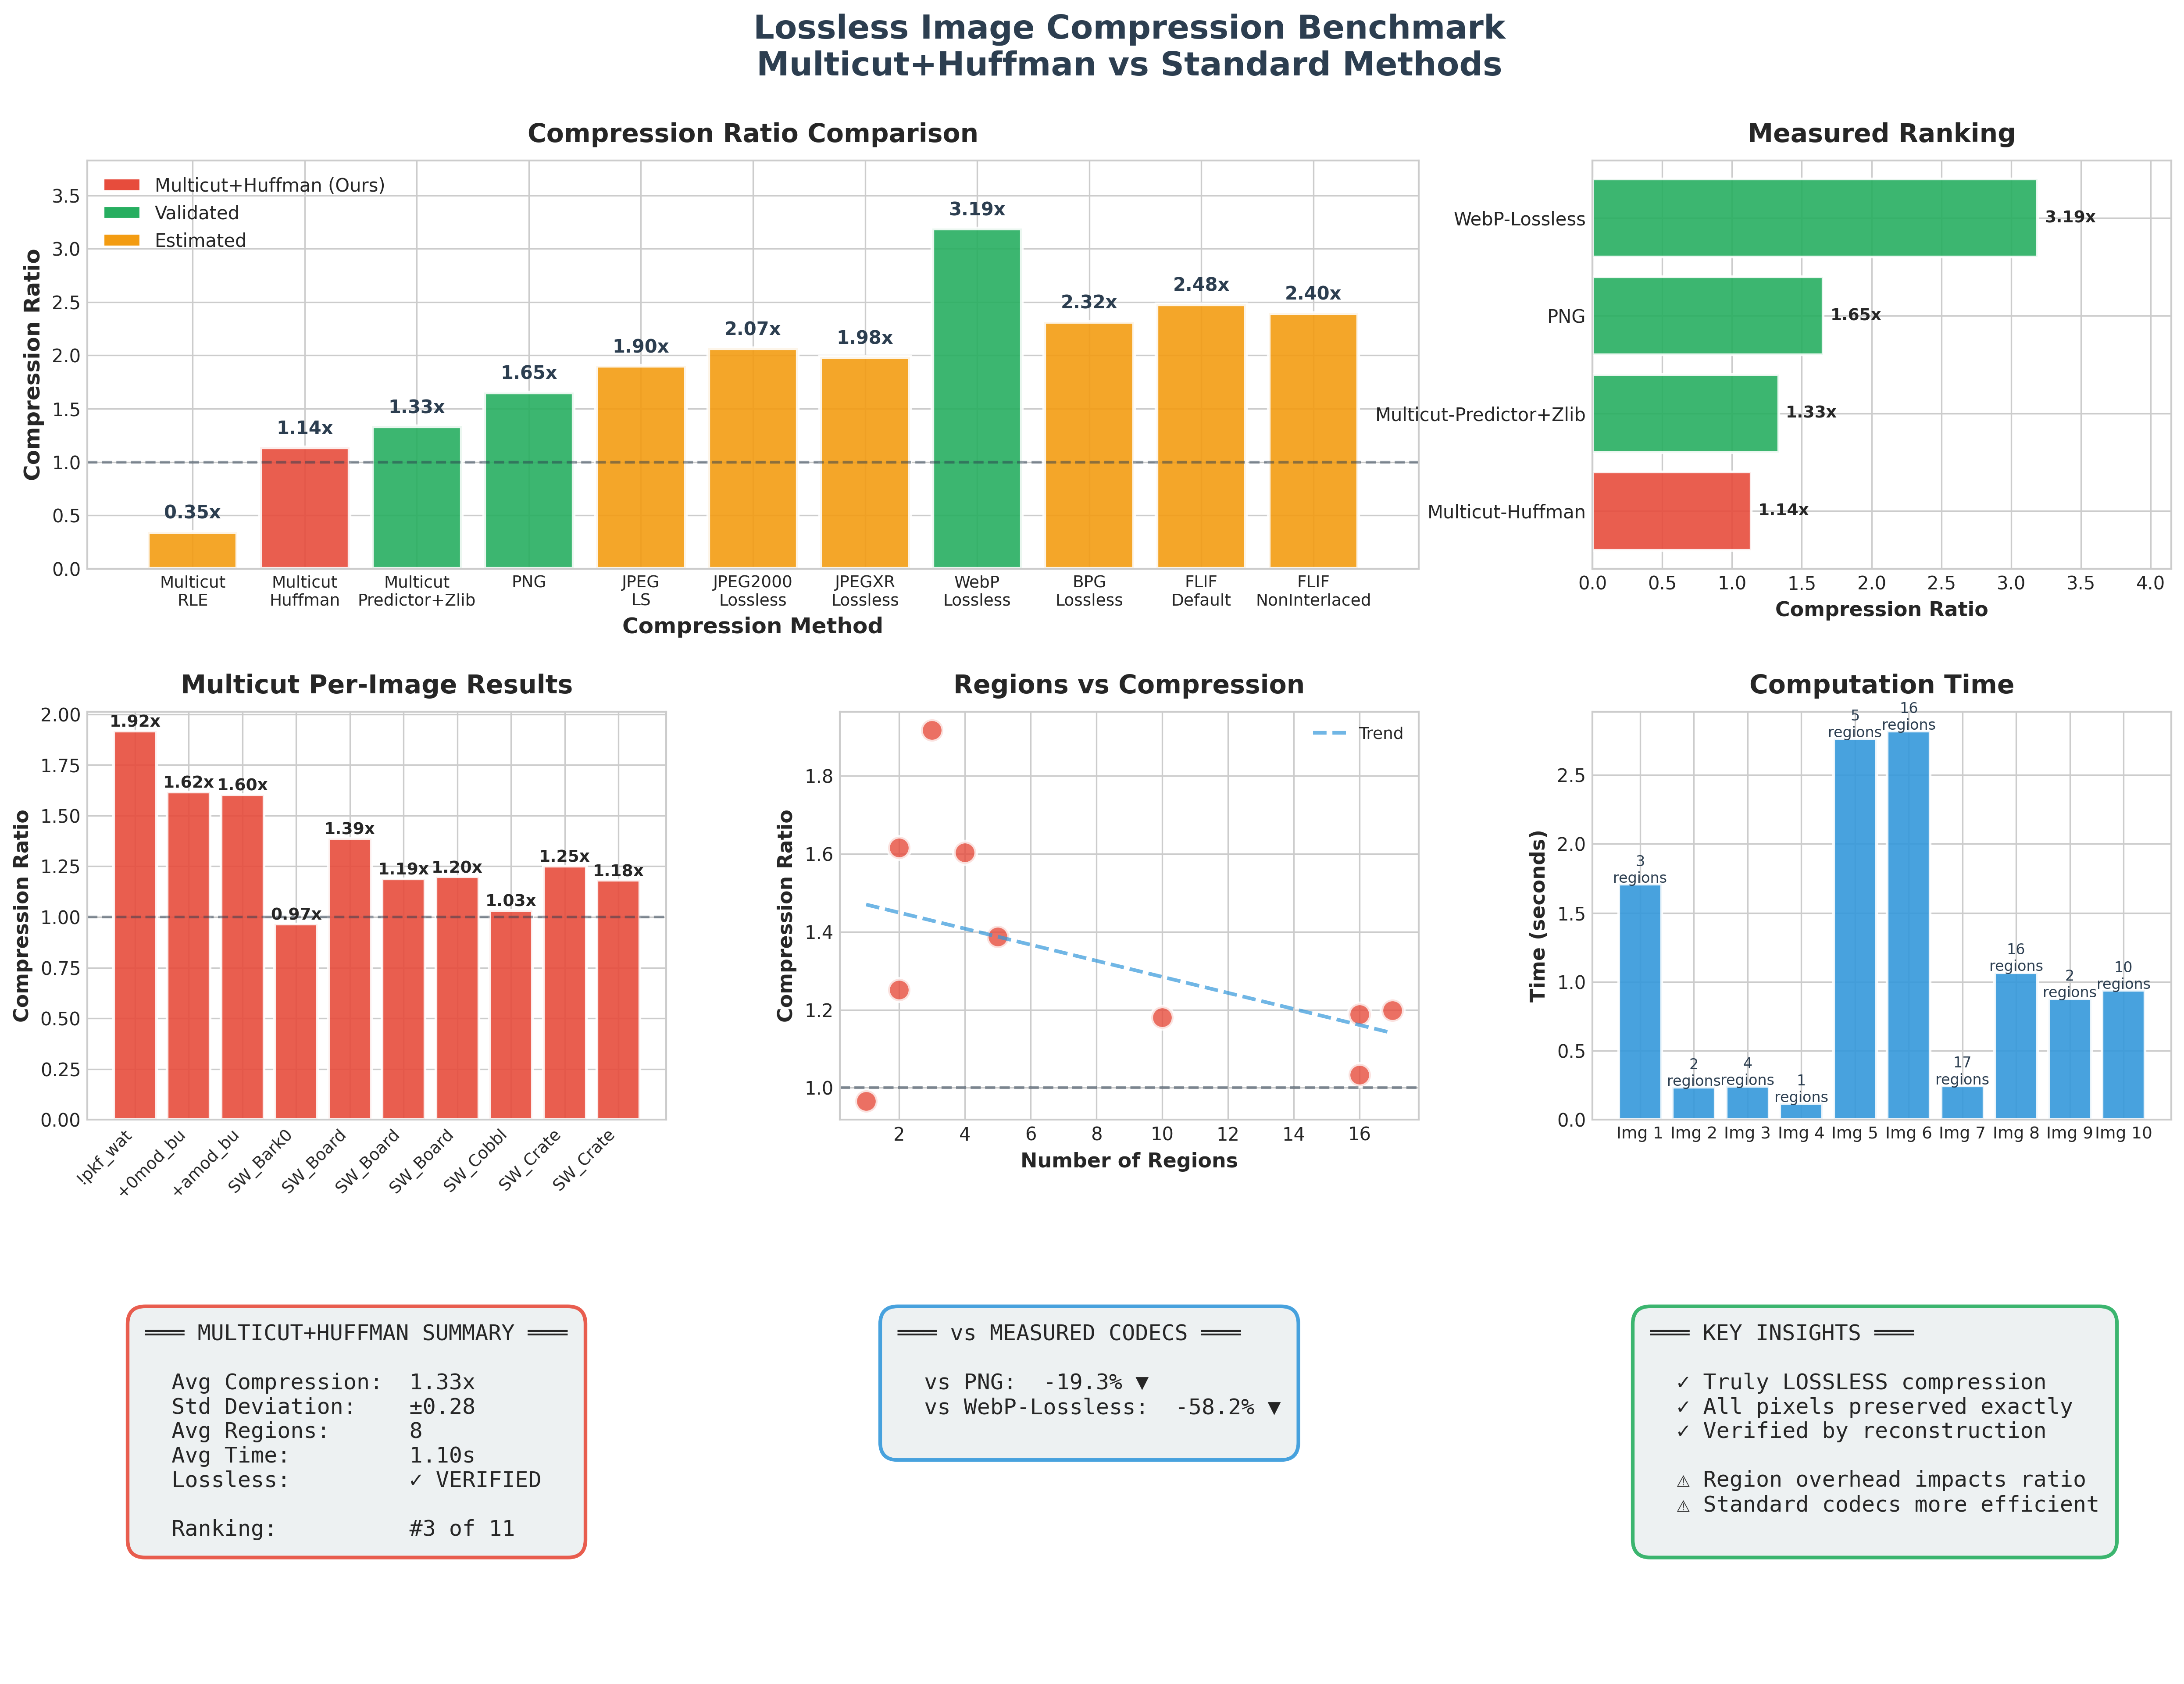 Lossless Image Compression Benchmark
Multicut+Huffman vs Standard Methods
Compression Ratio Comparison
Compression Ratio
3.5
3.0
2.5
2.0
1.5
1.0
0.5
0.0
Multicut+Huffman (Ours)
Validated
Estimated
0.35x
1.14x
1.33x
1.65x
1.90x
2.07x
1.98x
3.19x
2.32x
2.48x
2.40x
Multicut
RLE
Multicut
Huffman
Multicut
Predictor+Zlib
PNG
JPEG
LS
JPEG2000
Lossless
JPEGXR
Lossless
WebP
Lossless
BPG
Lossless
FLIF
Default
FLIF
NonInterlaced
Compression Method
Measured Ranking
WebP-Lossless
3.19x
PNG
1.65x
Multicut-Predictor+Zlib
1.33x
Multicut-Huffman
1.14x
0.0 0.5 1.0 1.5 2.0 2.5 3.0 3.5 4.0
Compression Ratio
Multicut Per-Image Results
Compression Ratio
2.00
1.75
1.50
1.25
1.00
0.75
0.50
0.25
0.00
1.92x
1.62x
1.60x
0.97x
1.39x
1.19x
1.20x
1.03x
1.25x
1.18x
!pkf_wat
+0mod_bu
+amod_bu
SW_Bark0
SW_Board
SW_Board
SW_Board
SW_Cobbl
SW_Crate
SW_Crate
Regions vs Compression
Compression Ratio
1.8
1.6
1.4
1.2
1.0
Trend
2 4 6 8 10 12 14 16
Number of Regions
Computation Time
Time (seconds)
2.5
2.0
1.5
1.0
0.5
0.0
3
regions
2
regions
4
regions
1
regions
5
regions
16
regions
17
regions
16
regions
2
regions
10
regions
Img 1 Img 2 Img 3 Img 4 Img 5 Img 6 Img 7 Img 8 Img 9 Img 10
═══ MULTICUT+HUFFMAN SUMMARY ═══
Avg Compression: 1.33x
Std Deviation: ±0.28
Avg Regions: 8
Avg Time: 1.10s
Lossless: ✓ VERIFIED
Ranking: #3 of 11
═══ vs MEASURED CODECS ═══
vs PNG: -19.3% ▼
vs WebP-Lossless: -58.2% ▼
═══ KEY INSIGHTS ═══
✓ Truly LOSSLESS compression
✓ All pixels preserved exactly
✓ Verified by reconstruction
⚠ Region overhead impacts ratio
⚠ Standard codecs more efficient